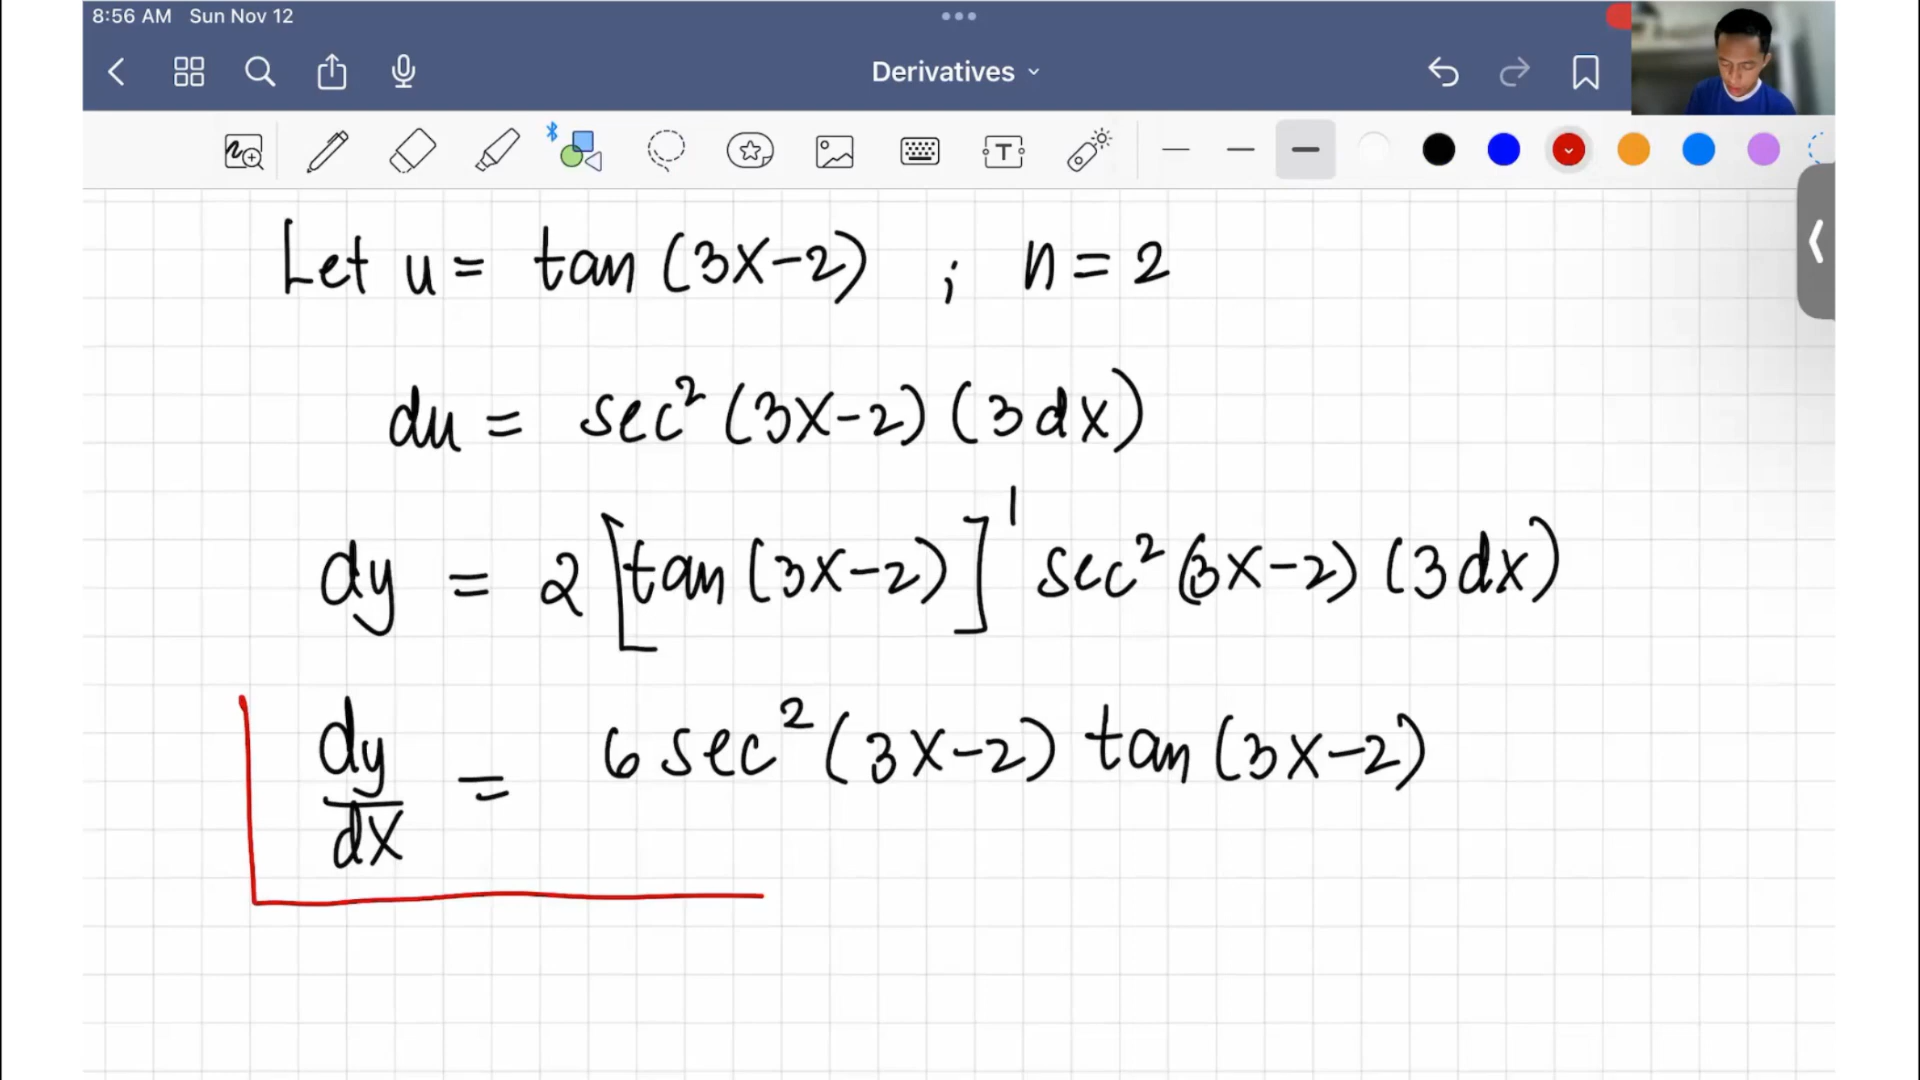 8:56 AM Sun Nov 12
Derivatives
T
Let u = tan (3x-2) ; n = 2
du = sec² (3x-2) (3dx)
dy = 2 [tan (3x-2)]¹ sec² (3x-2) (3dx)
dy/dx = 6 sec² (3x-2) tan (3x-2)